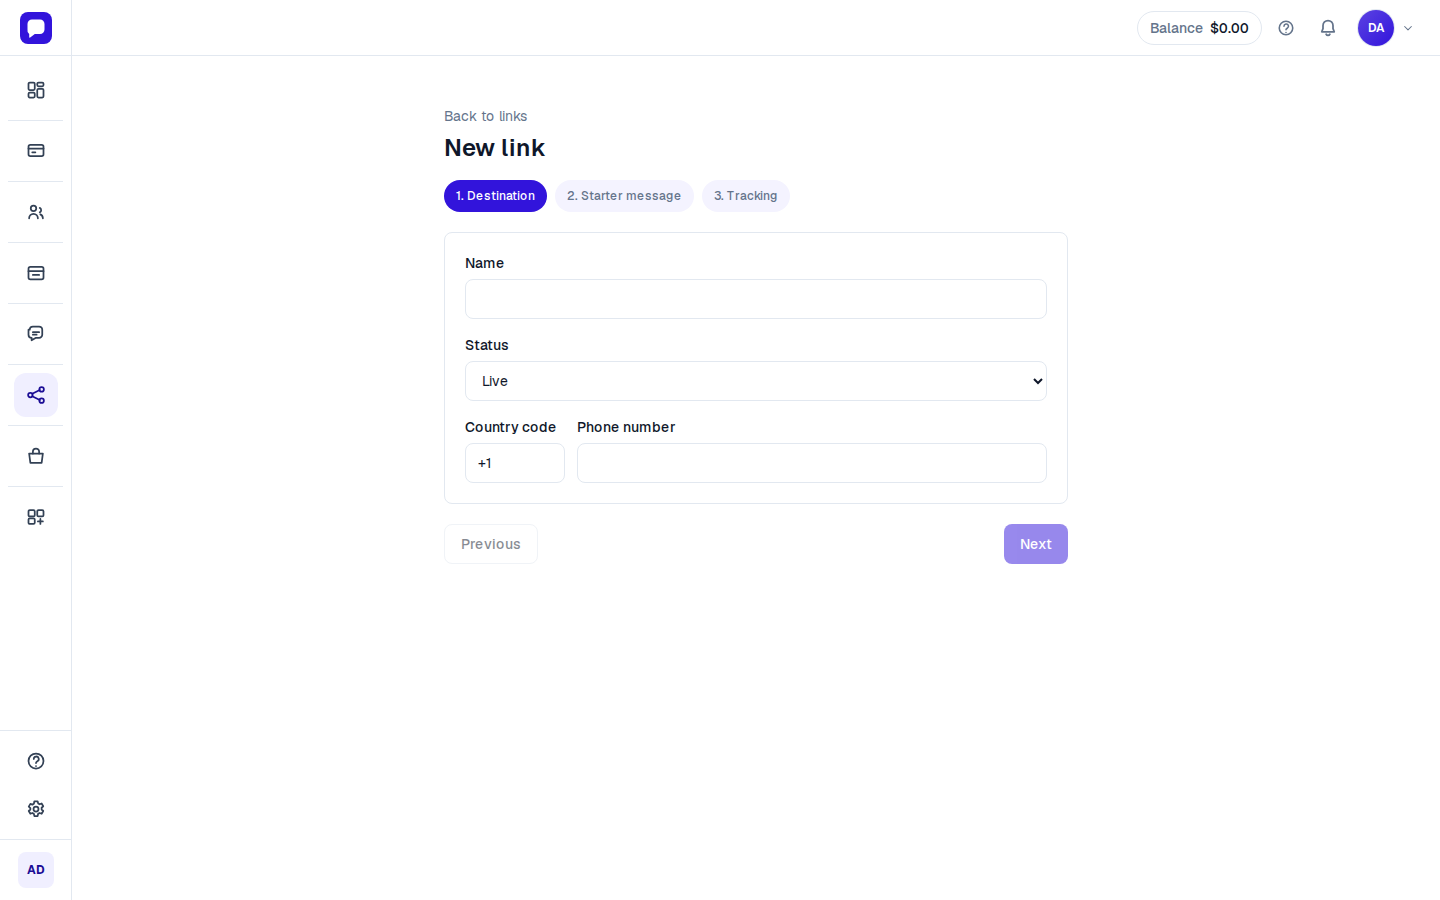 Balance $0.00
DA
Back to links
New link
1. Destination 2. Starter message 3. Tracking
Name
Status
Live
Country code Phone number
+1
Previous Next
AD